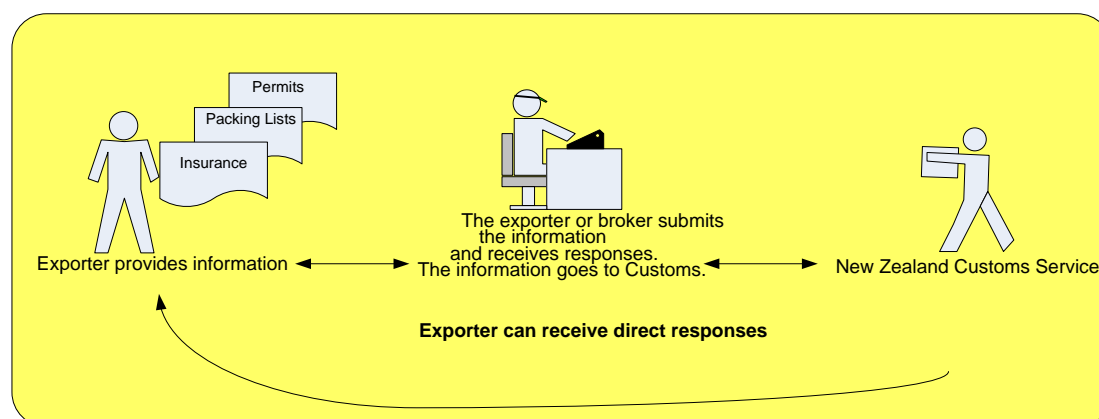 Permits
Packing Lists
Insurance
The exporter or broker submits
the information
and receives responses.
The information goes to Customs.
Exporter provides information
New Zealand Customs Service
Exporter can receive direct responses